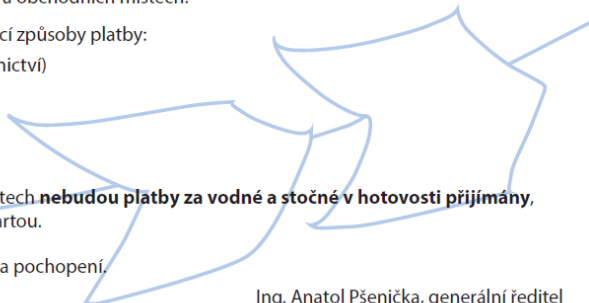 obchodních místech.
cí způsoby platby:
nictví)
tech nebudou platby za vodné a stočné v hotovosti přijímány,
artou.
a pochopení.
Ing. Anatol Pšenička, generální ředitel